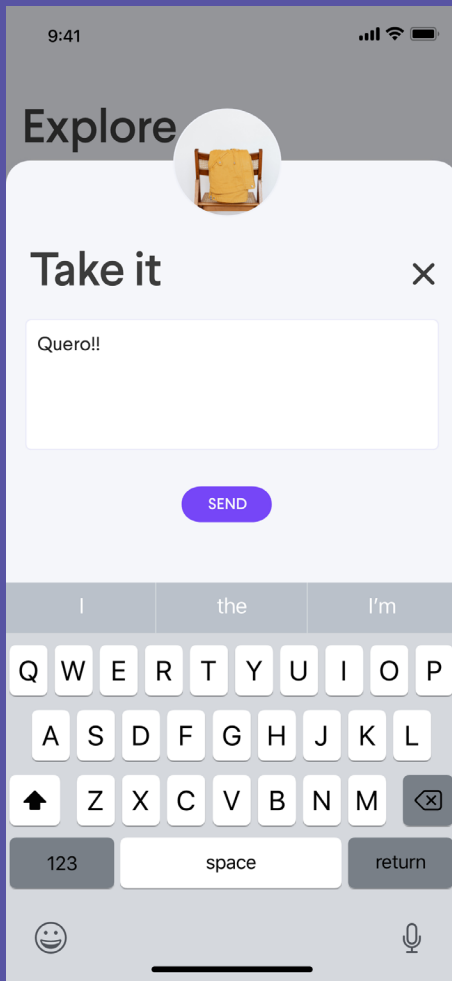 9:41
Explore
Take it
Quero!!
SEND
I the I'm
Q W E R T Y U I O P
A S D F G H J K L
Z X C V B N M
123 space return